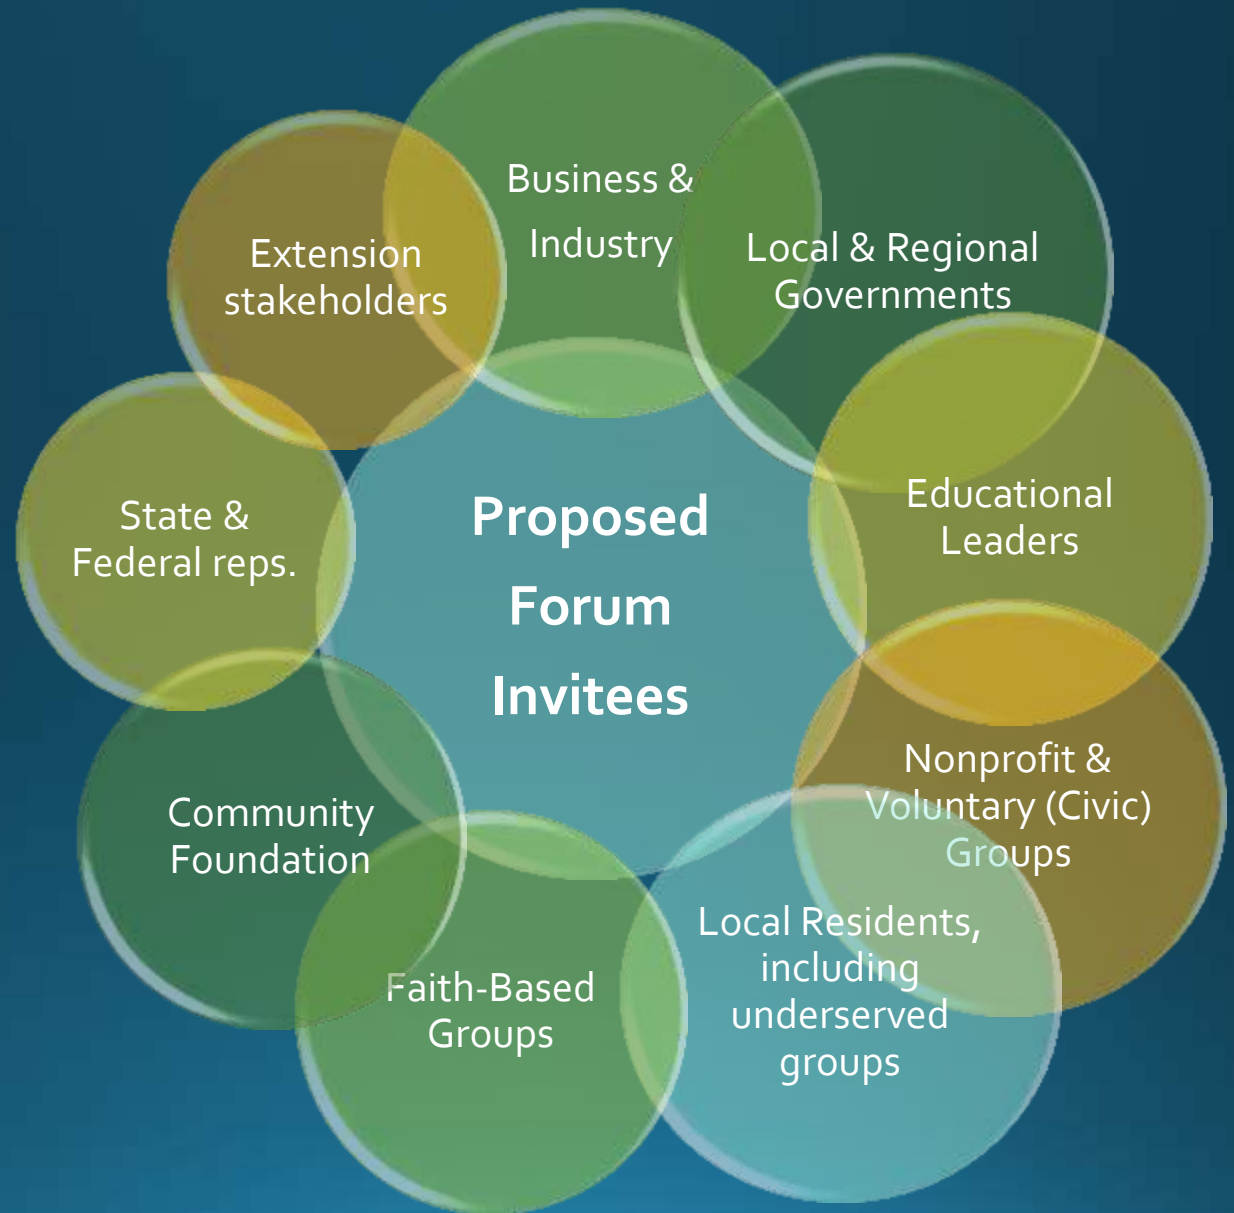 Business &
Industry
Local & Regional
Governments
Educational
Leaders
Nonprofit &
Voluntary (Civic)
Groups
Local Residents,
including
underserved
groups
Faith-Based
Groups
Community
Foundation
State &
Federal reps.
Extension
stakeholders
Proposed
Forum
Invitees